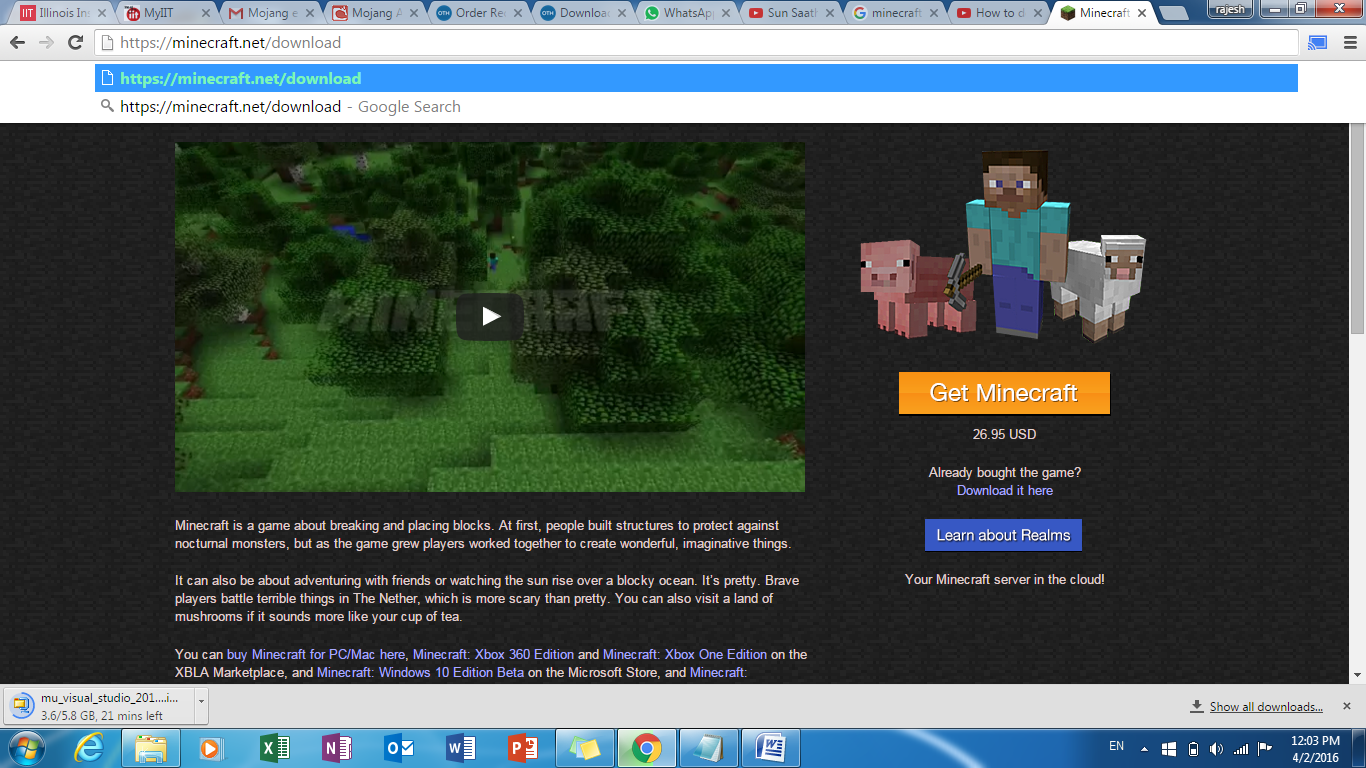 Illinois Ins
MyIIT
Mojang e
Mojang A
Order Re
Downloa
WhatsApp
Sun Saath
minecraft
How to d
Minecraft
rajesh
https://minecraft.net/download
https://minecraft.net/download
https://minecraft.net/download - Google Search
MINECRAFT
Get Minecraft
26.95 USD
Already bought the game?
Download it here
Learn about Realms
Your Minecraft server in the cloud!
Minecraft is a game about breaking and placing blocks. At first, people built structures to protect against
nocturnal monsters, but as the game grew players worked together to create wonderful, imaginative things.
It can also be about adventuring with friends or watching the sun rise over a blocky ocean. It's pretty. Brave
players battle terrible things in The Nether, which is more scary than pretty. You can also visit a land of
mushrooms if it sounds more like your cup of tea.
You can buy Minecraft for PC/Mac here, Minecraft: Xbox 360 Edition and Minecraft: Xbox One Edition on the
XBLA Marketplace, and Minecraft: Windows 10 Edition Beta on the Microsoft Store, and Minecraft:
mu_visual_studio_201....i...
3.6/5.8 GB, 21 mins left
Show all downloads...
EN
12:03 PM
4/2/2016